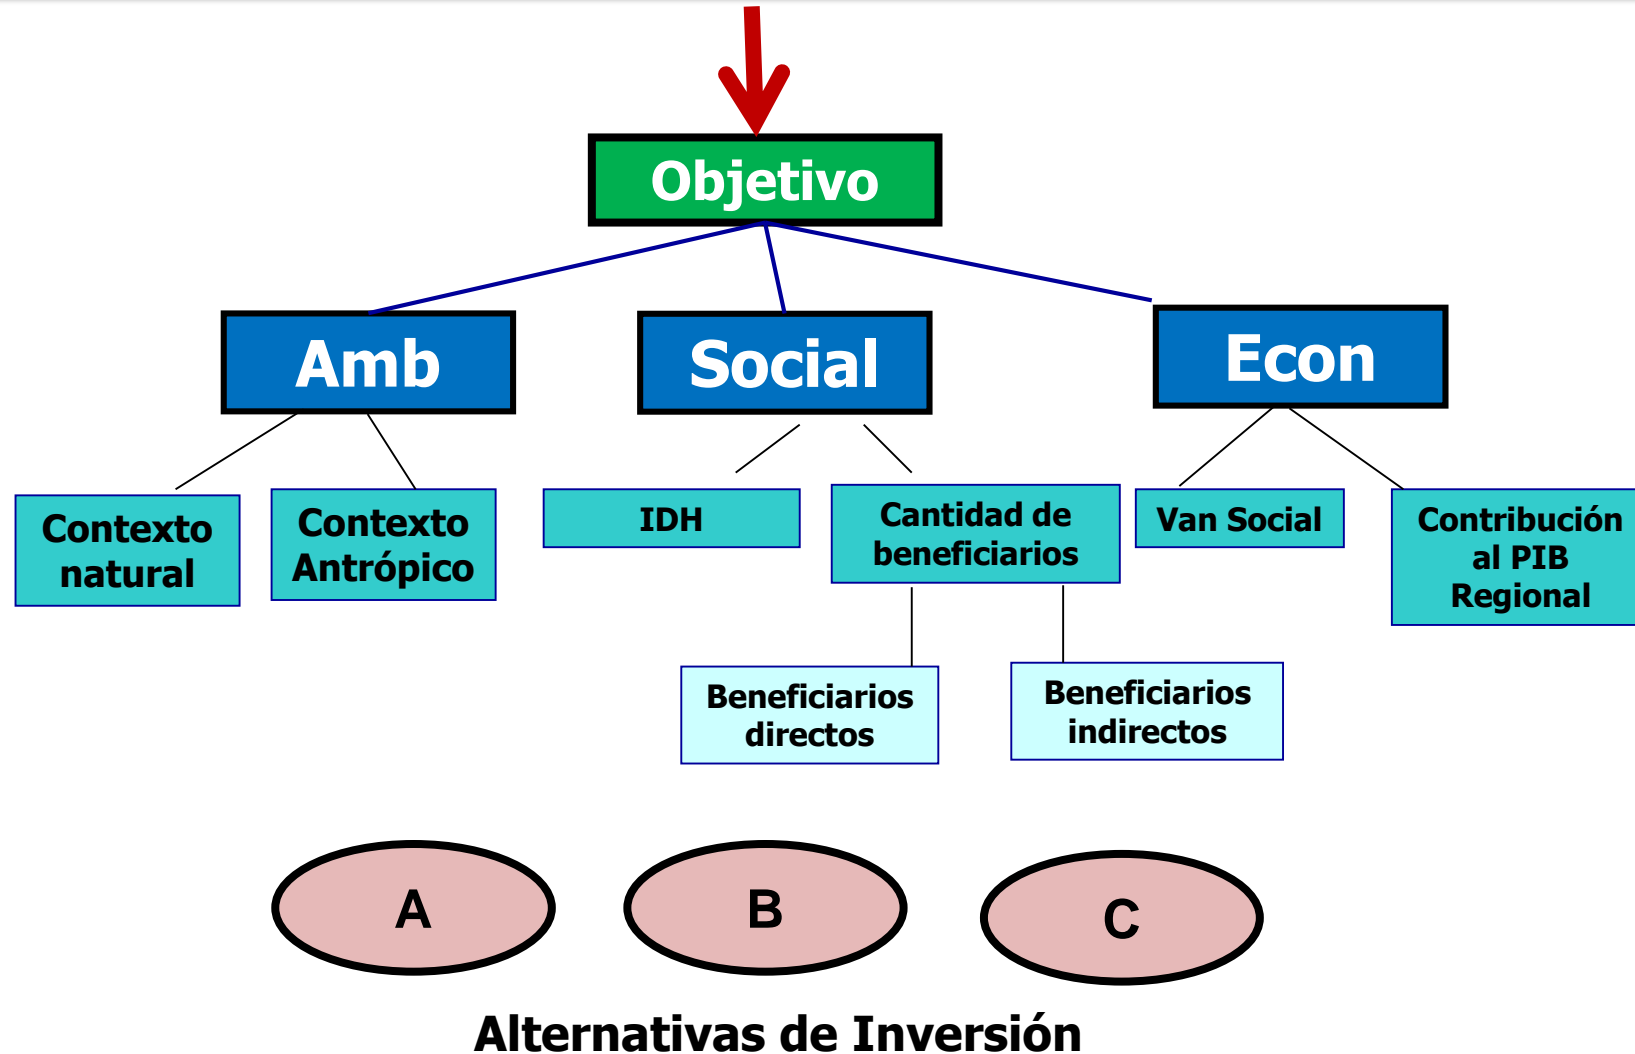 Objetivo
Amb
Social
Econ
Contexto
natural
Contexto
Antrópico
IDH
Cantidad de
beneficiarios
Van Social
Contribución
al PIB
Regional
Beneficiarios
directos
Beneficiarios
indirectos
A
B
C
Alternativas de Inversión